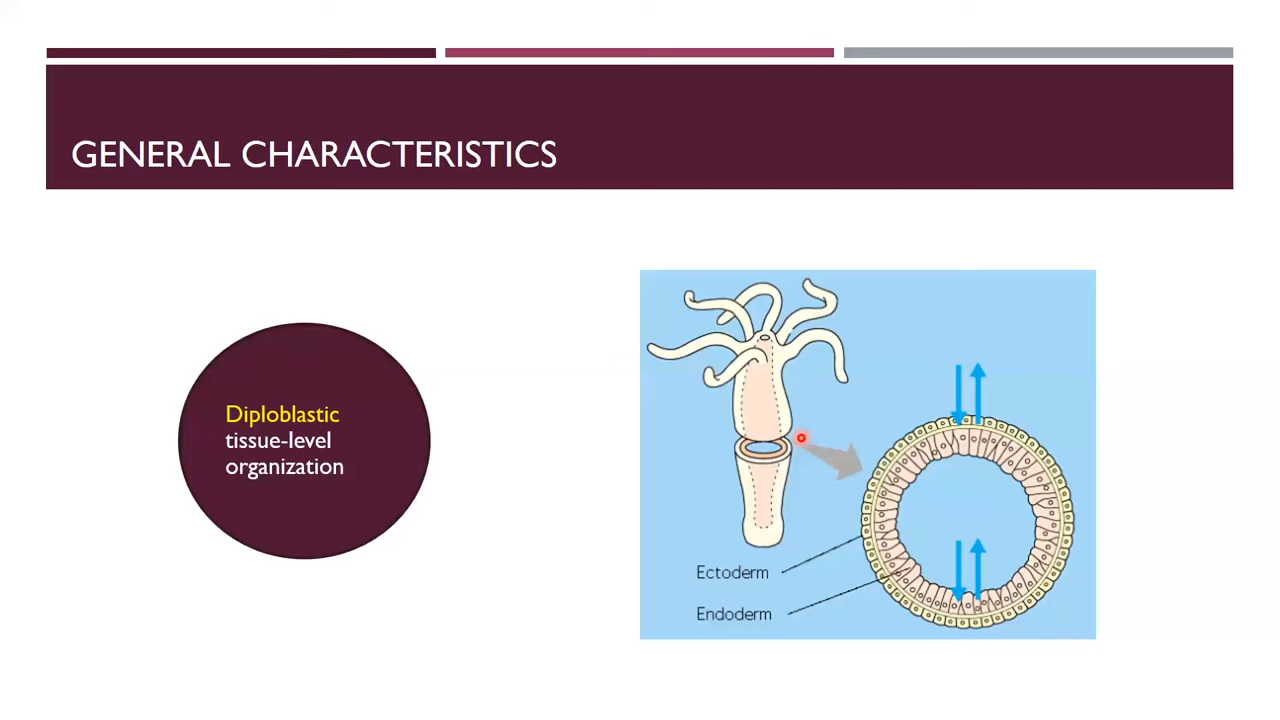 GENERAL CHARACTERISTICS
Diploblastic
tissue-level
organization
Ectoderm
Endoderm